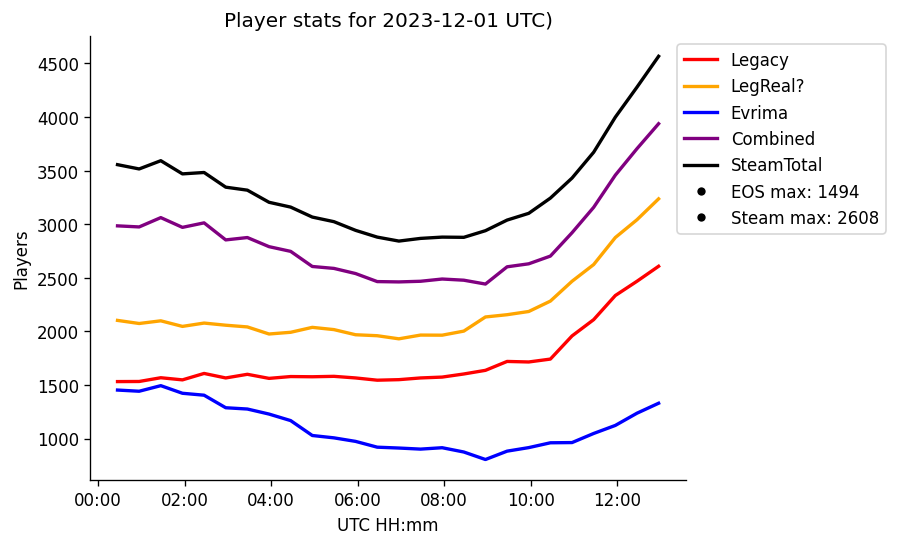 Player stats for 2023-12-01 UTC)
Players
4500
4000
3500
3000
2500
2000
1500
1000
00:00 02:00 04:00 06:00 08:00 10:00 12:00
UTC HH:mm
Legacy
LegReal?
Evrima
Combined
SteamTotal
EOS max: 1494
Steam max: 2608